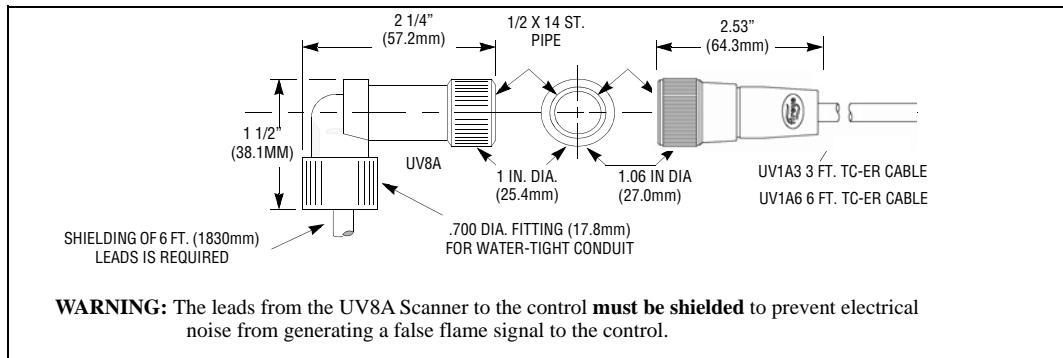 2 1/4”
(57.2mm)
1/2 X 14 ST.
PIPE
2.53”
(64.3mm)
1 1/2”
(38.1MM)
UV8A
1 IN. DIA.
(25.4mm)
1.06 IN DIA
(27.0mm)
UV1A3 3 FT. TC-ER CABLE
UV1A6 6 FT. TC-ER CABLE
SHIELDING OF 6 FT. (1830mm)
LEADS IS REQUIRED
.700 DIA. FITTING (17.8mm)
FOR WATER-TIGHT CONDUIT
WARNING: The leads from the UV8A Scanner to the control must be shielded to prevent electrical
noise from generating a false flame signal to the control.